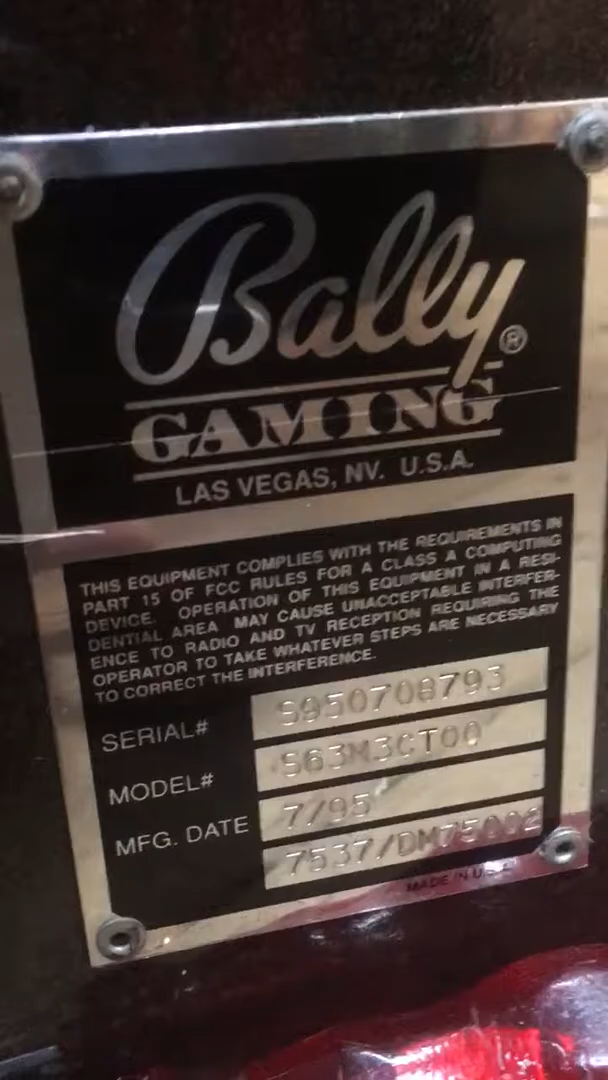 Bally®
GAMING
LAS VEGAS, NV. U.S.A.
THIS EQUIPMENT COMPLIES WITH THE REQUIREMENTS IN
PART 15 OF FCC RULES FOR A CLASS A COMPUTING
DEVICE. OPERATION OF THIS EQUIPMENT IN A RESI-
DENTIAL AREA MAY CAUSE UNACCEPTABLE INTERFER-
ENCE TO RADIO AND TV RECEPTION REQUIRING THE
OPERATOR TO TAKE WHATEVER STEPS ARE NECESSARY
TO CORRECT THE INTERFERENCE.
SERIAL# S950708793
MODEL# S63M3CT00
MFG. DATE 7/95
7537/DM75002
MADE IN U.S.A.